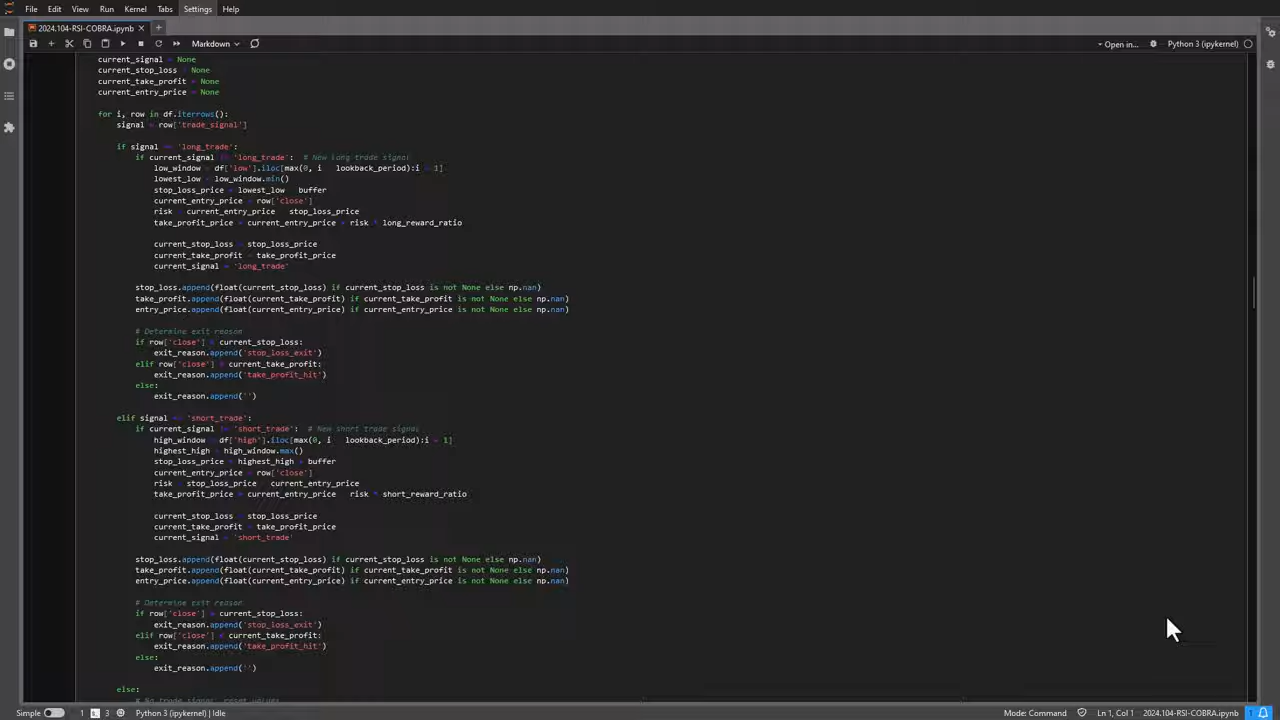 File Edit View Run Kernel Tabs Settings Help
2024.104-RSI-COBRA.ipynb × +
Markdown Open in... Python 3 (ipykernel)
current_signal = None
current_stop_loss = None
current_take_profit = None
current_entry_price = None
for i, row in df.iterrows():
signal = row['trade_signal']
if signal == 'long_trade':
if current_signal != 'long_trade': # New long trade signal
low_window = df['low'].iloc[max(0, i - lookback_period):i + 1]
lowest_low = low_window.min()
stop_loss_price = lowest_low - buffer
current_entry_price = row['close']
risk = current_entry_price - stop_loss_price
take_profit_price = current_entry_price + risk * long_reward_ratio
current_stop_loss = stop_loss_price
current_take_profit = take_profit_price
current_signal = 'long_trade'
stop_loss.append(float(current_stop_loss) if current_stop_loss is not None else np.nan)
take_profit.append(float(current_take_profit) if current_take_profit is not None else np.nan)
entry_price.append(float(current_entry_price) if current_entry_price is not None else np.nan)
# Determine exit reason
if row['close'] < current_stop_loss:
exit_reason.append('stop_loss_exit')
elif row['close'] > current_take_profit:
exit_reason.append('take_profit_hit')
else:
exit_reason.append('')
elif signal == 'short_trade':
if current_signal != 'short_trade': # New short trade signal
high_window = df['high'].iloc[max(0, i - lookback_period):i + 1]
highest_high = high_window.max()
stop_loss_price = highest_high + buffer
current_entry_price = row['close']
risk = stop_loss_price - current_entry_price
take_profit_price = current_entry_price - risk * short_reward_ratio
current_stop_loss = stop_loss_price
current_take_profit = take_profit_price
current_signal = 'short_trade'
stop_loss.append(float(current_stop_loss) if current_stop_loss is not None else np.nan)
take_profit.append(float(current_take_profit) if current_take_profit is not None else np.nan)
entry_price.append(float(current_entry_price) if current_entry_price is not None else np.nan)
# Determine exit reason
if row['close'] > current_stop_loss:
exit_reason.append('stop_loss_exit')
elif row['close'] < current_take_profit:
exit_reason.append('take_profit_hit')
else:
exit_reason.append('')
else:
# No trade signal, reset values
Simple 1 3 Python 3 (ipykernel) | Idle Mode: Command Ln 1, Col 1 2024.104-RSI-COBRA.ipynb 1